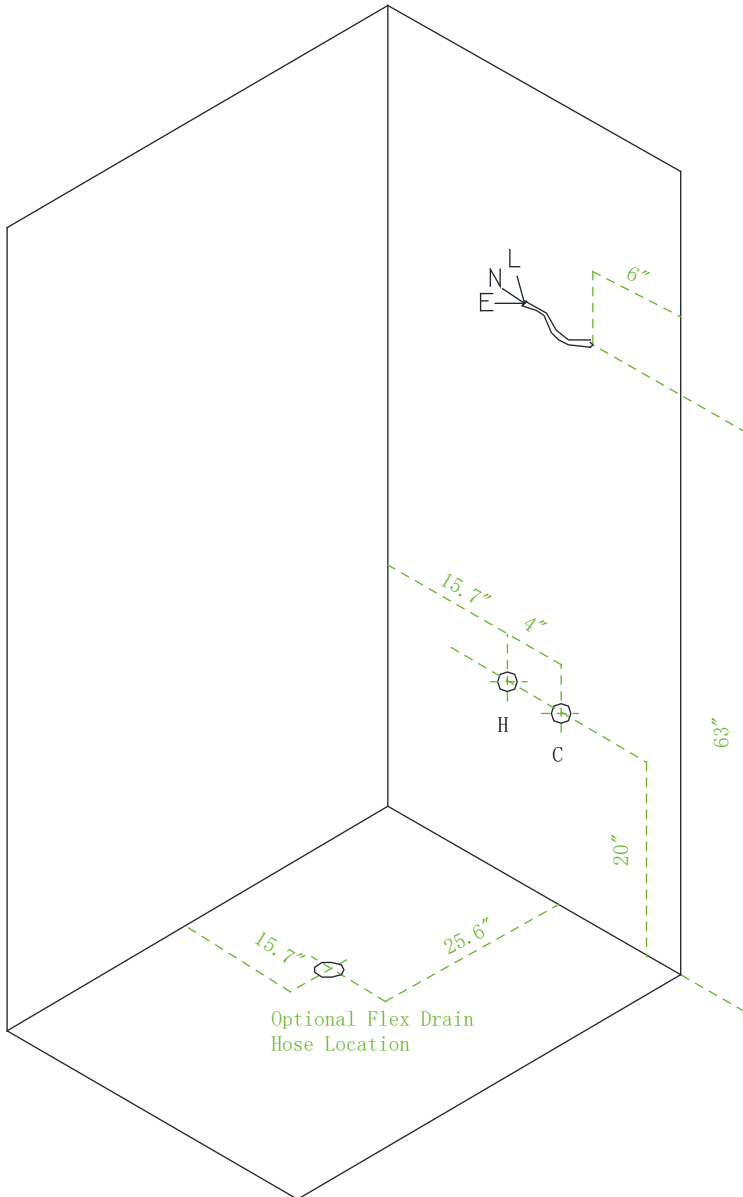 L
N
E
6″
15.7″
4″
H
C
63″
20″
15.7″
25.6″
Optional Flex Drain
Hose Location